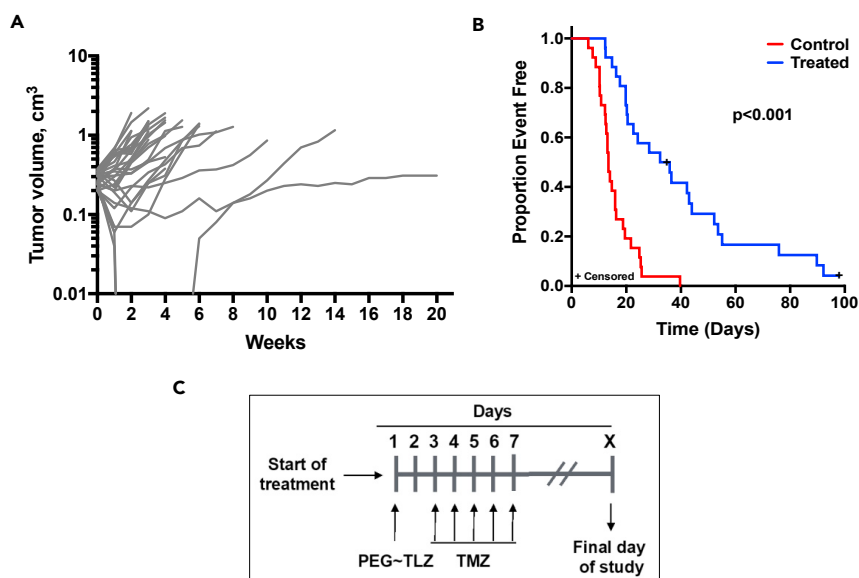 A
Tumor volume, cm³
10
1
0.1
0.01
0 2 4 6 8 10 12 14 16 18 20
Weeks
B
Proportion Event Free
1.0
0.8
0.6
0.4
0.2
0.0
Control
Treated
p<0.001
+ Censored
0 20 40 60 80 100
Time (Days)
C
Days
1 2 3 4 5 6 7 X
Start of
treatment
PEG~TLZ TMZ
Final day
of study